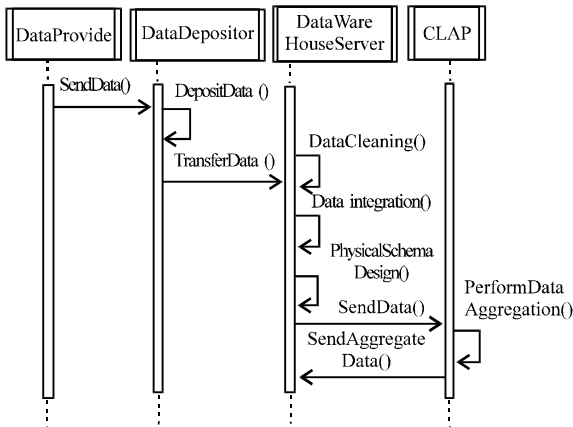 DataProvide
DataDepositor
DataWare
HouseServer
CLAP
SendData()
DepositData ()
DataCleaning()
TransferData ()
Data integration()
PhysicalSchema
Design()
PerformData
Aggregation()
SendData()
SendAggregate
Data()